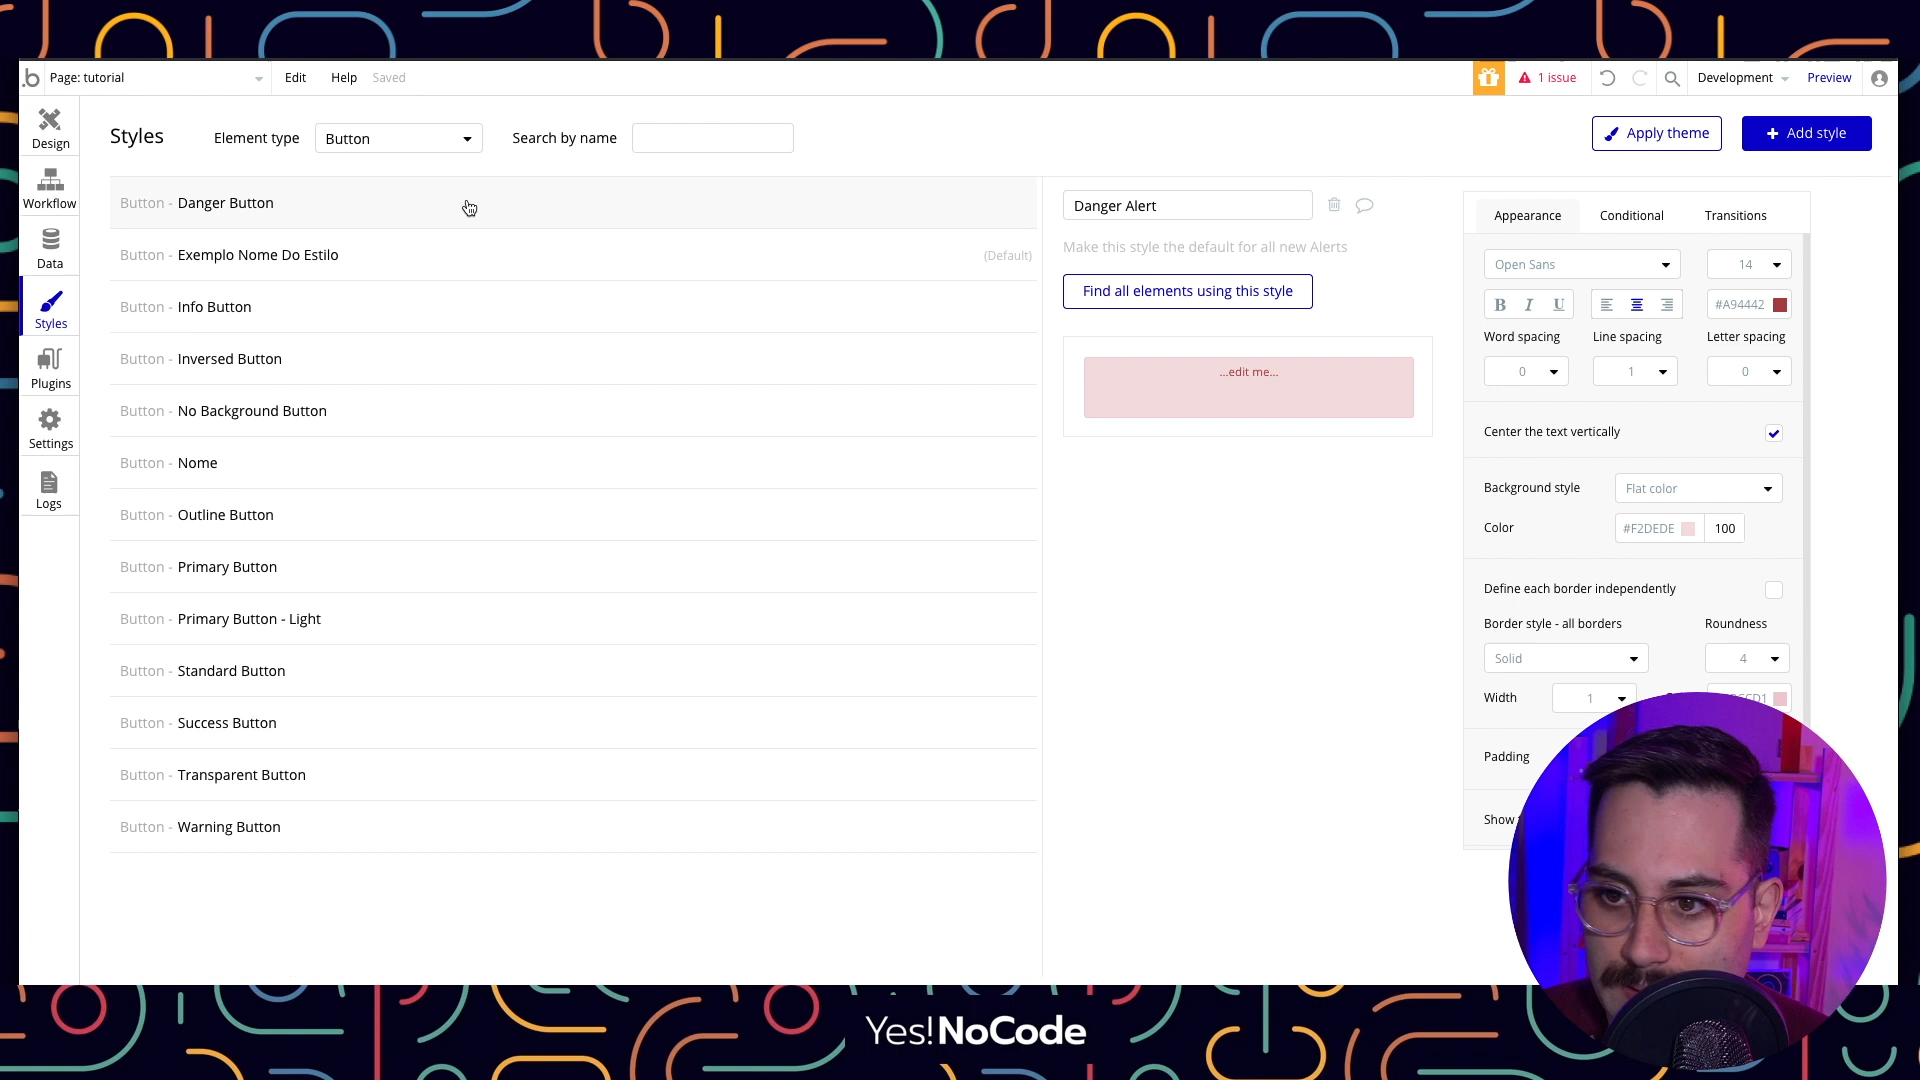 Page: tutorial
Edit
Help
Saved
1 issue
Development
Preview
Design
Workflow
Data
Styles
Plugins
Settings
Logs
Styles
Element type
Button
Search by name
Apply theme
+ Add style
Button - Danger Button
Button - Exemplo Nome Do Estilo
(Default)
Button - Info Button
Button - Inversed Button
Button - No Background Button
Button - Nome
Button - Outline Button
Button - Primary Button
Button - Primary Button - Light
Button - Standard Button
Button - Success Button
Button - Transparent Button
Button - Warning Button
Danger Alert
Make this style the default for all new Alerts
Find all elements using this style
...edit me...
Appearance
Conditional
Transitions
Open Sans
14
B I U
#A94442
Word spacing
Line spacing
Letter spacing
0
1
0
Center the text vertically
Background style
Flat color
Color
#F2DEDE
100
Define each border independently
Border style - all borders
Roundness
Solid
4
Width
1
Padding
Show
Yes!NoCode